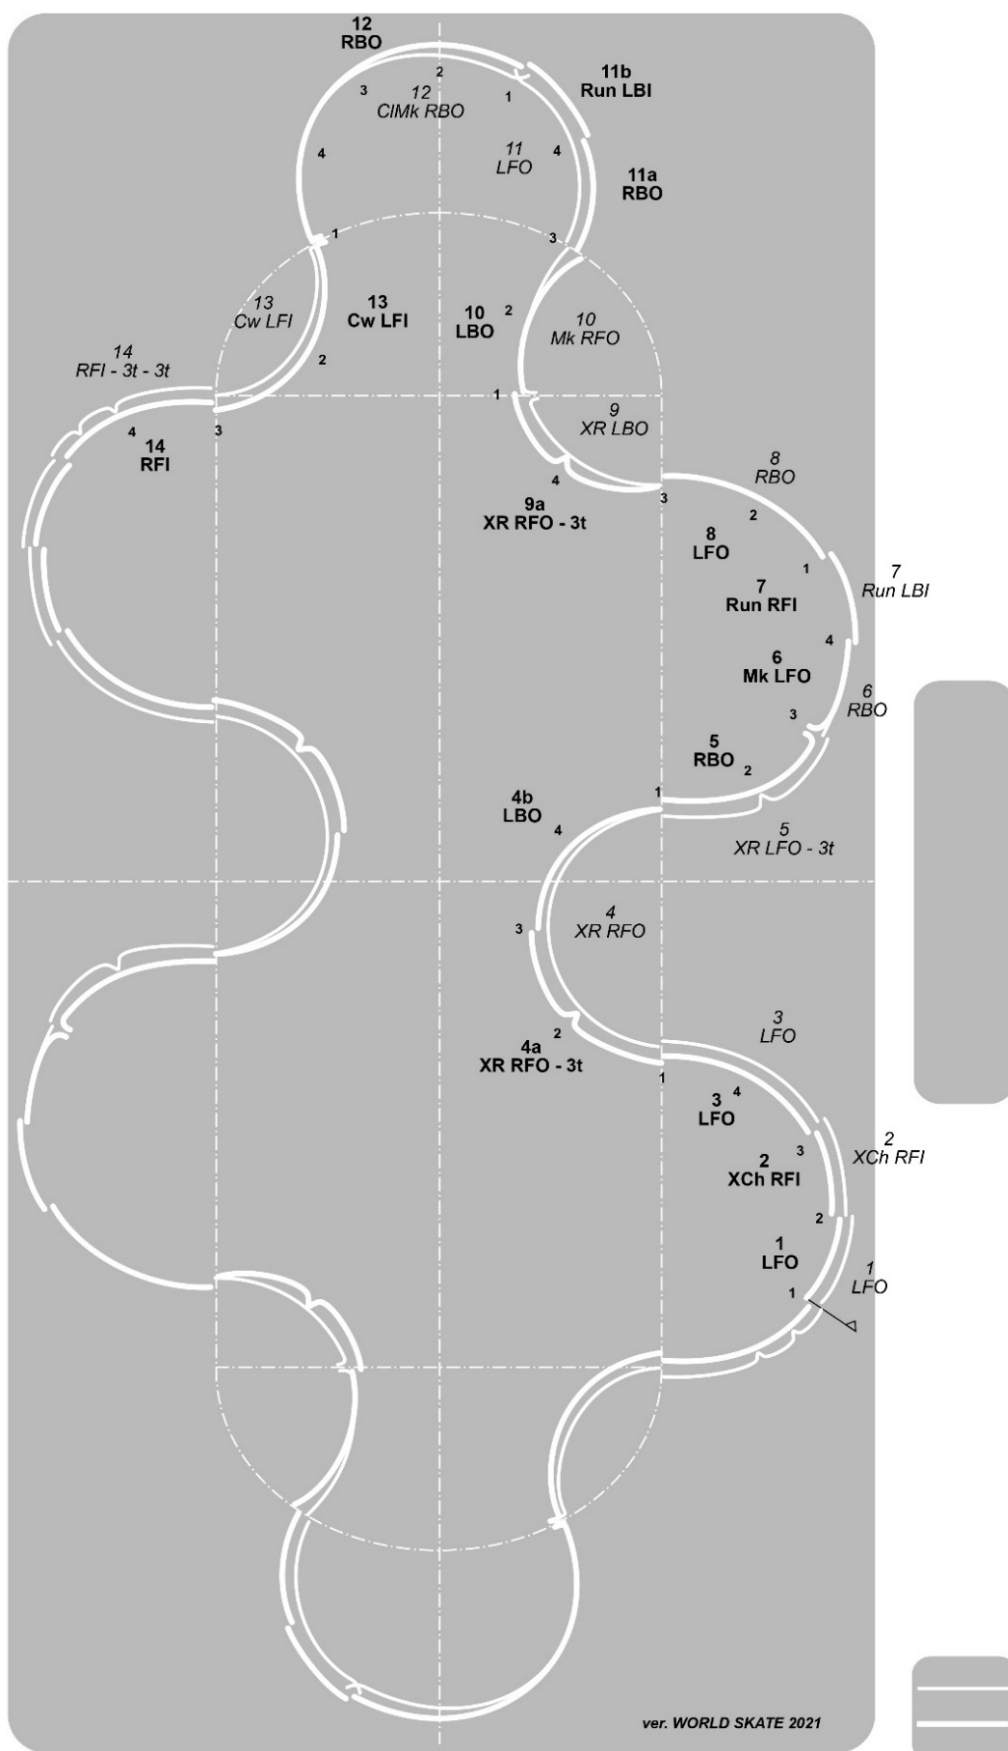 12
RBO
2
3
12
ClMk RBO
1
11b
Run LBI
4
11
LFO
4
11a
RBO
1
3
13
Cw LFI
13
Cw LFI
10
LBO
2
10
Mk RFO
14
RFI - 3t - 3t
2
1
9
XR LBO
4
3
14
RFI
8
RBO
4
3
2
9a
XR RFO - 3t
8
LFO
1
7
Run LBI
7
Run RFI
4
6
Mk LFO
6
RBO
3
5
RBO
2
1
4b
LBO
4
5
XR LFO - 3t
4
XR RFO
3
3
LFO
2
4a
XR RFO - 3t
1
4
3
LFO
2
XCh RFI
3
2
XCh RFI
2
1
LFO
1
LFO
1
ver. WORLD SKATE 2021